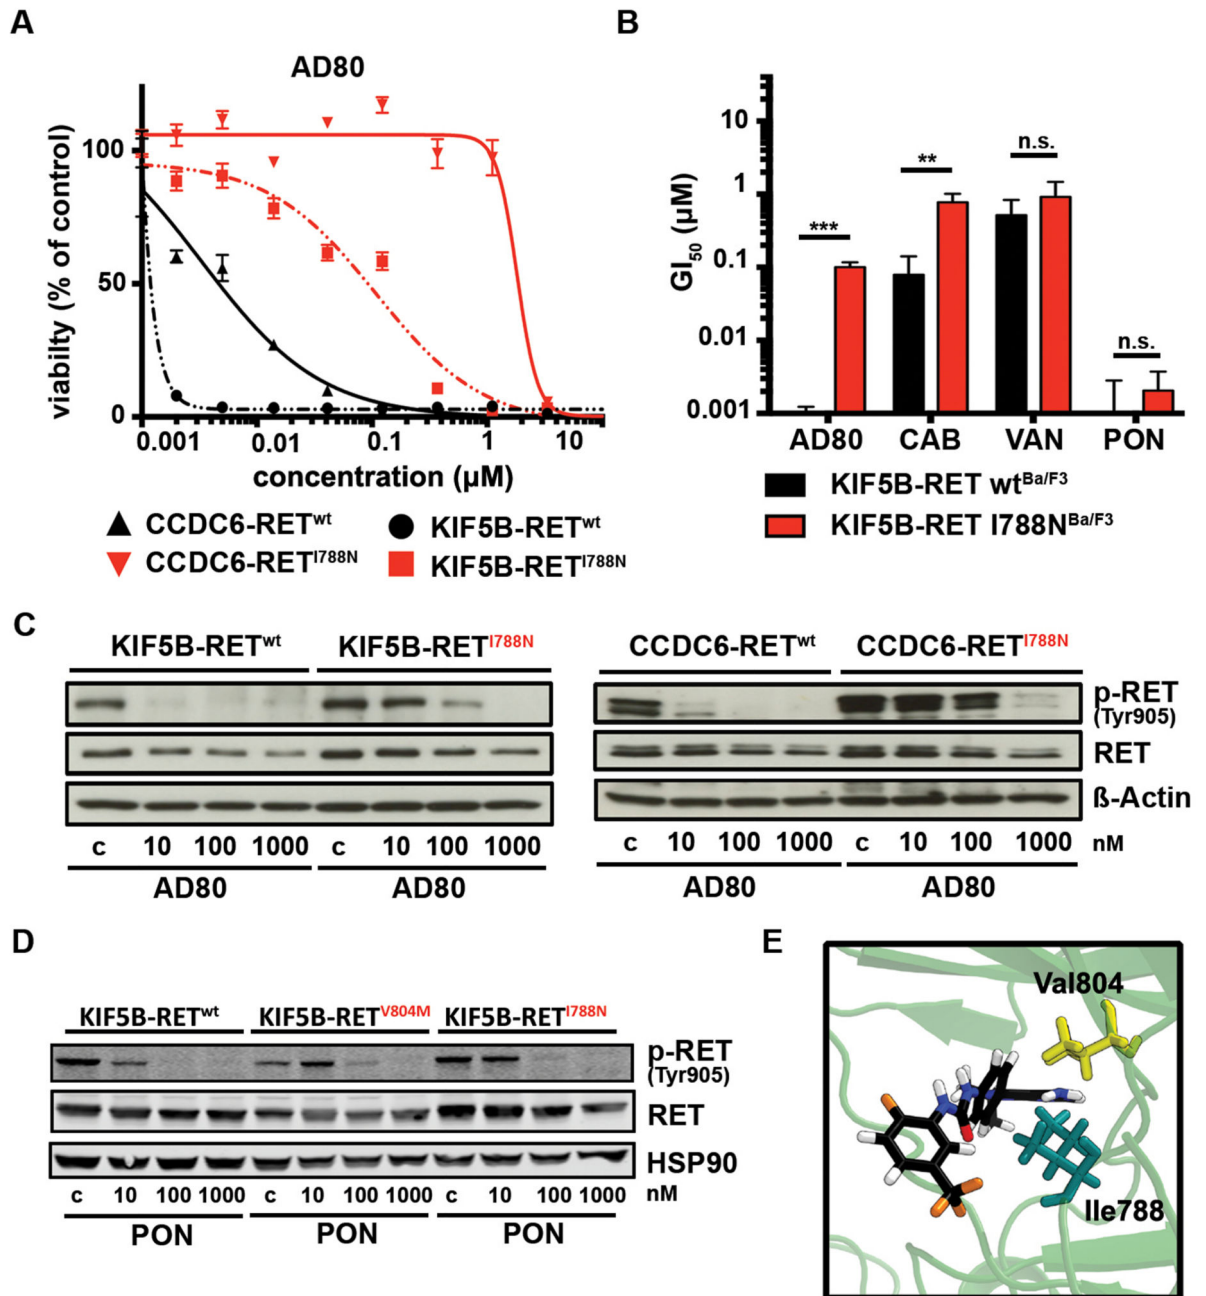 A
AD80
viabilty (% of control)
100
50
0
0.001 0.01 0.1 1 10
concentration (µM)
CCDC6-RETwt
KIF5B-RETwt
CCDC6-RETI788N
KIF5B-RETI788N
B
GI50 (µM)
10
1
0.1
0.01
0.001
***
**
n.s.
n.s.
AD80 CAB VAN PON
KIF5B-RET wtBa/F3
KIF5B-RET I788NBa/F3
C
KIF5B-RETwt KIF5B-RETI788N
CCDC6-RETwt CCDC6-RETI788N
p-RET
(Tyr905)
RET
ß-Actin
c 10 100 1000 c 10 100 1000
c 10 100 1000 c 10 100 1000 nM
AD80 AD80
AD80 AD80
D
KIF5B-RETwt KIF5B-RETV804M KIF5B-RETI788N
p-RET
(Tyr905)
RET
HSP90
c 10 100 1000 c 10 100 1000 c 10 100 1000 nM
PON PON PON
E
Val804
Ile788